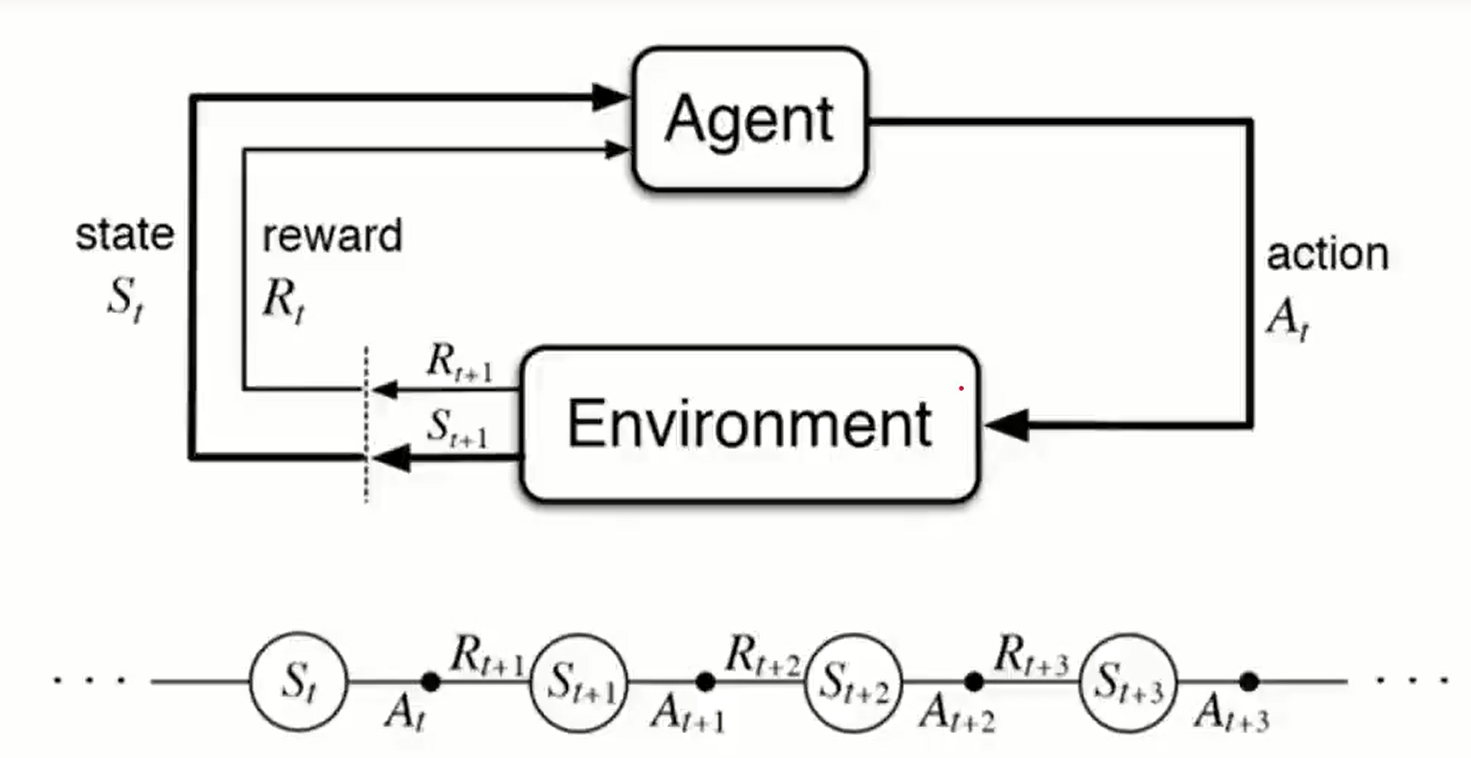 Agent
state
S_t
reward
R_t
action
A_t
R_{t+1}
S_{t+1}
Environment
. . . S_t A_t R_{t+1} S_{t+1} A_{t+1} R_{t+2} S_{t+2} A_{t+2} R_{t+3} S_{t+3} A_{t+3} . . .